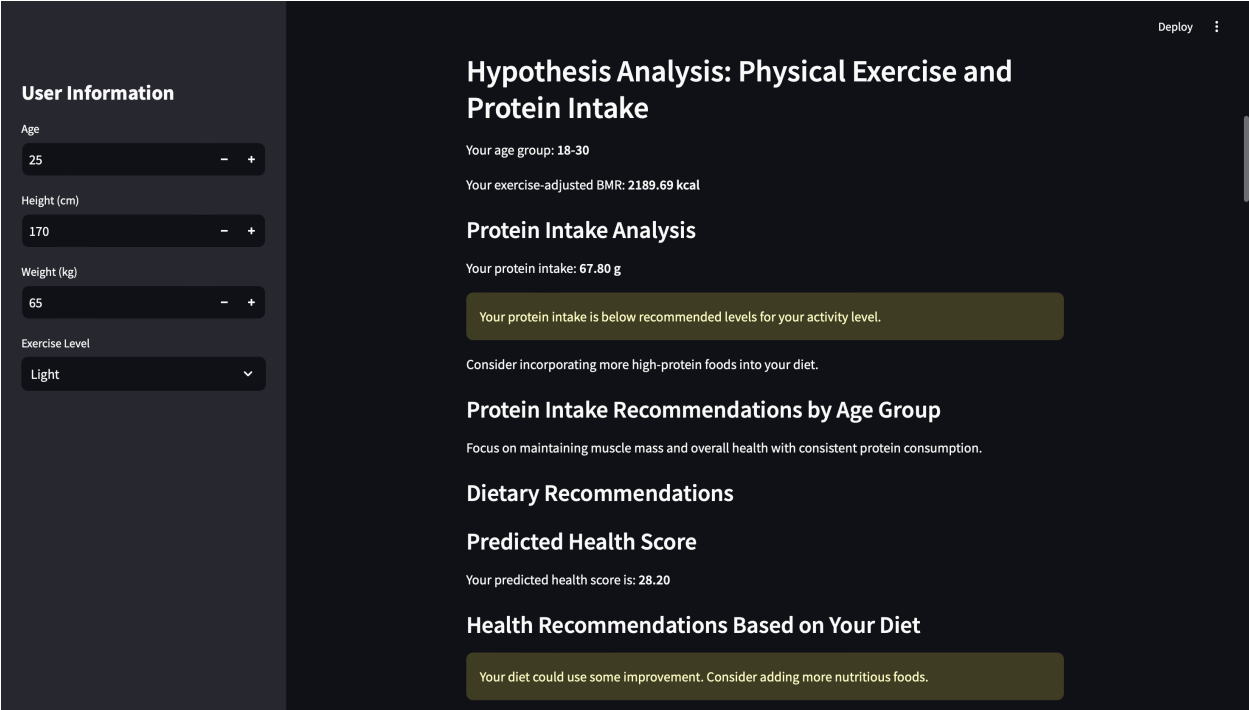 Deploy
User Information
Age
25
Height (cm)
170
Weight (kg)
65
Exercise Level
Light
Hypothesis Analysis: Physical Exercise and
Protein Intake
Your age group: 18-30
Your exercise-adjusted BMR: 2189.69 kcal
Protein Intake Analysis
Your protein intake: 67.80 g
Your protein intake is below recommended levels for your activity level.
Consider incorporating more high-protein foods into your diet.
Protein Intake Recommendations by Age Group
Focus on maintaining muscle mass and overall health with consistent protein consumption.
Dietary Recommendations
Predicted Health Score
Your predicted health score is: 28.20
Health Recommendations Based on Your Diet
Your diet could use some improvement. Consider adding more nutritious foods.